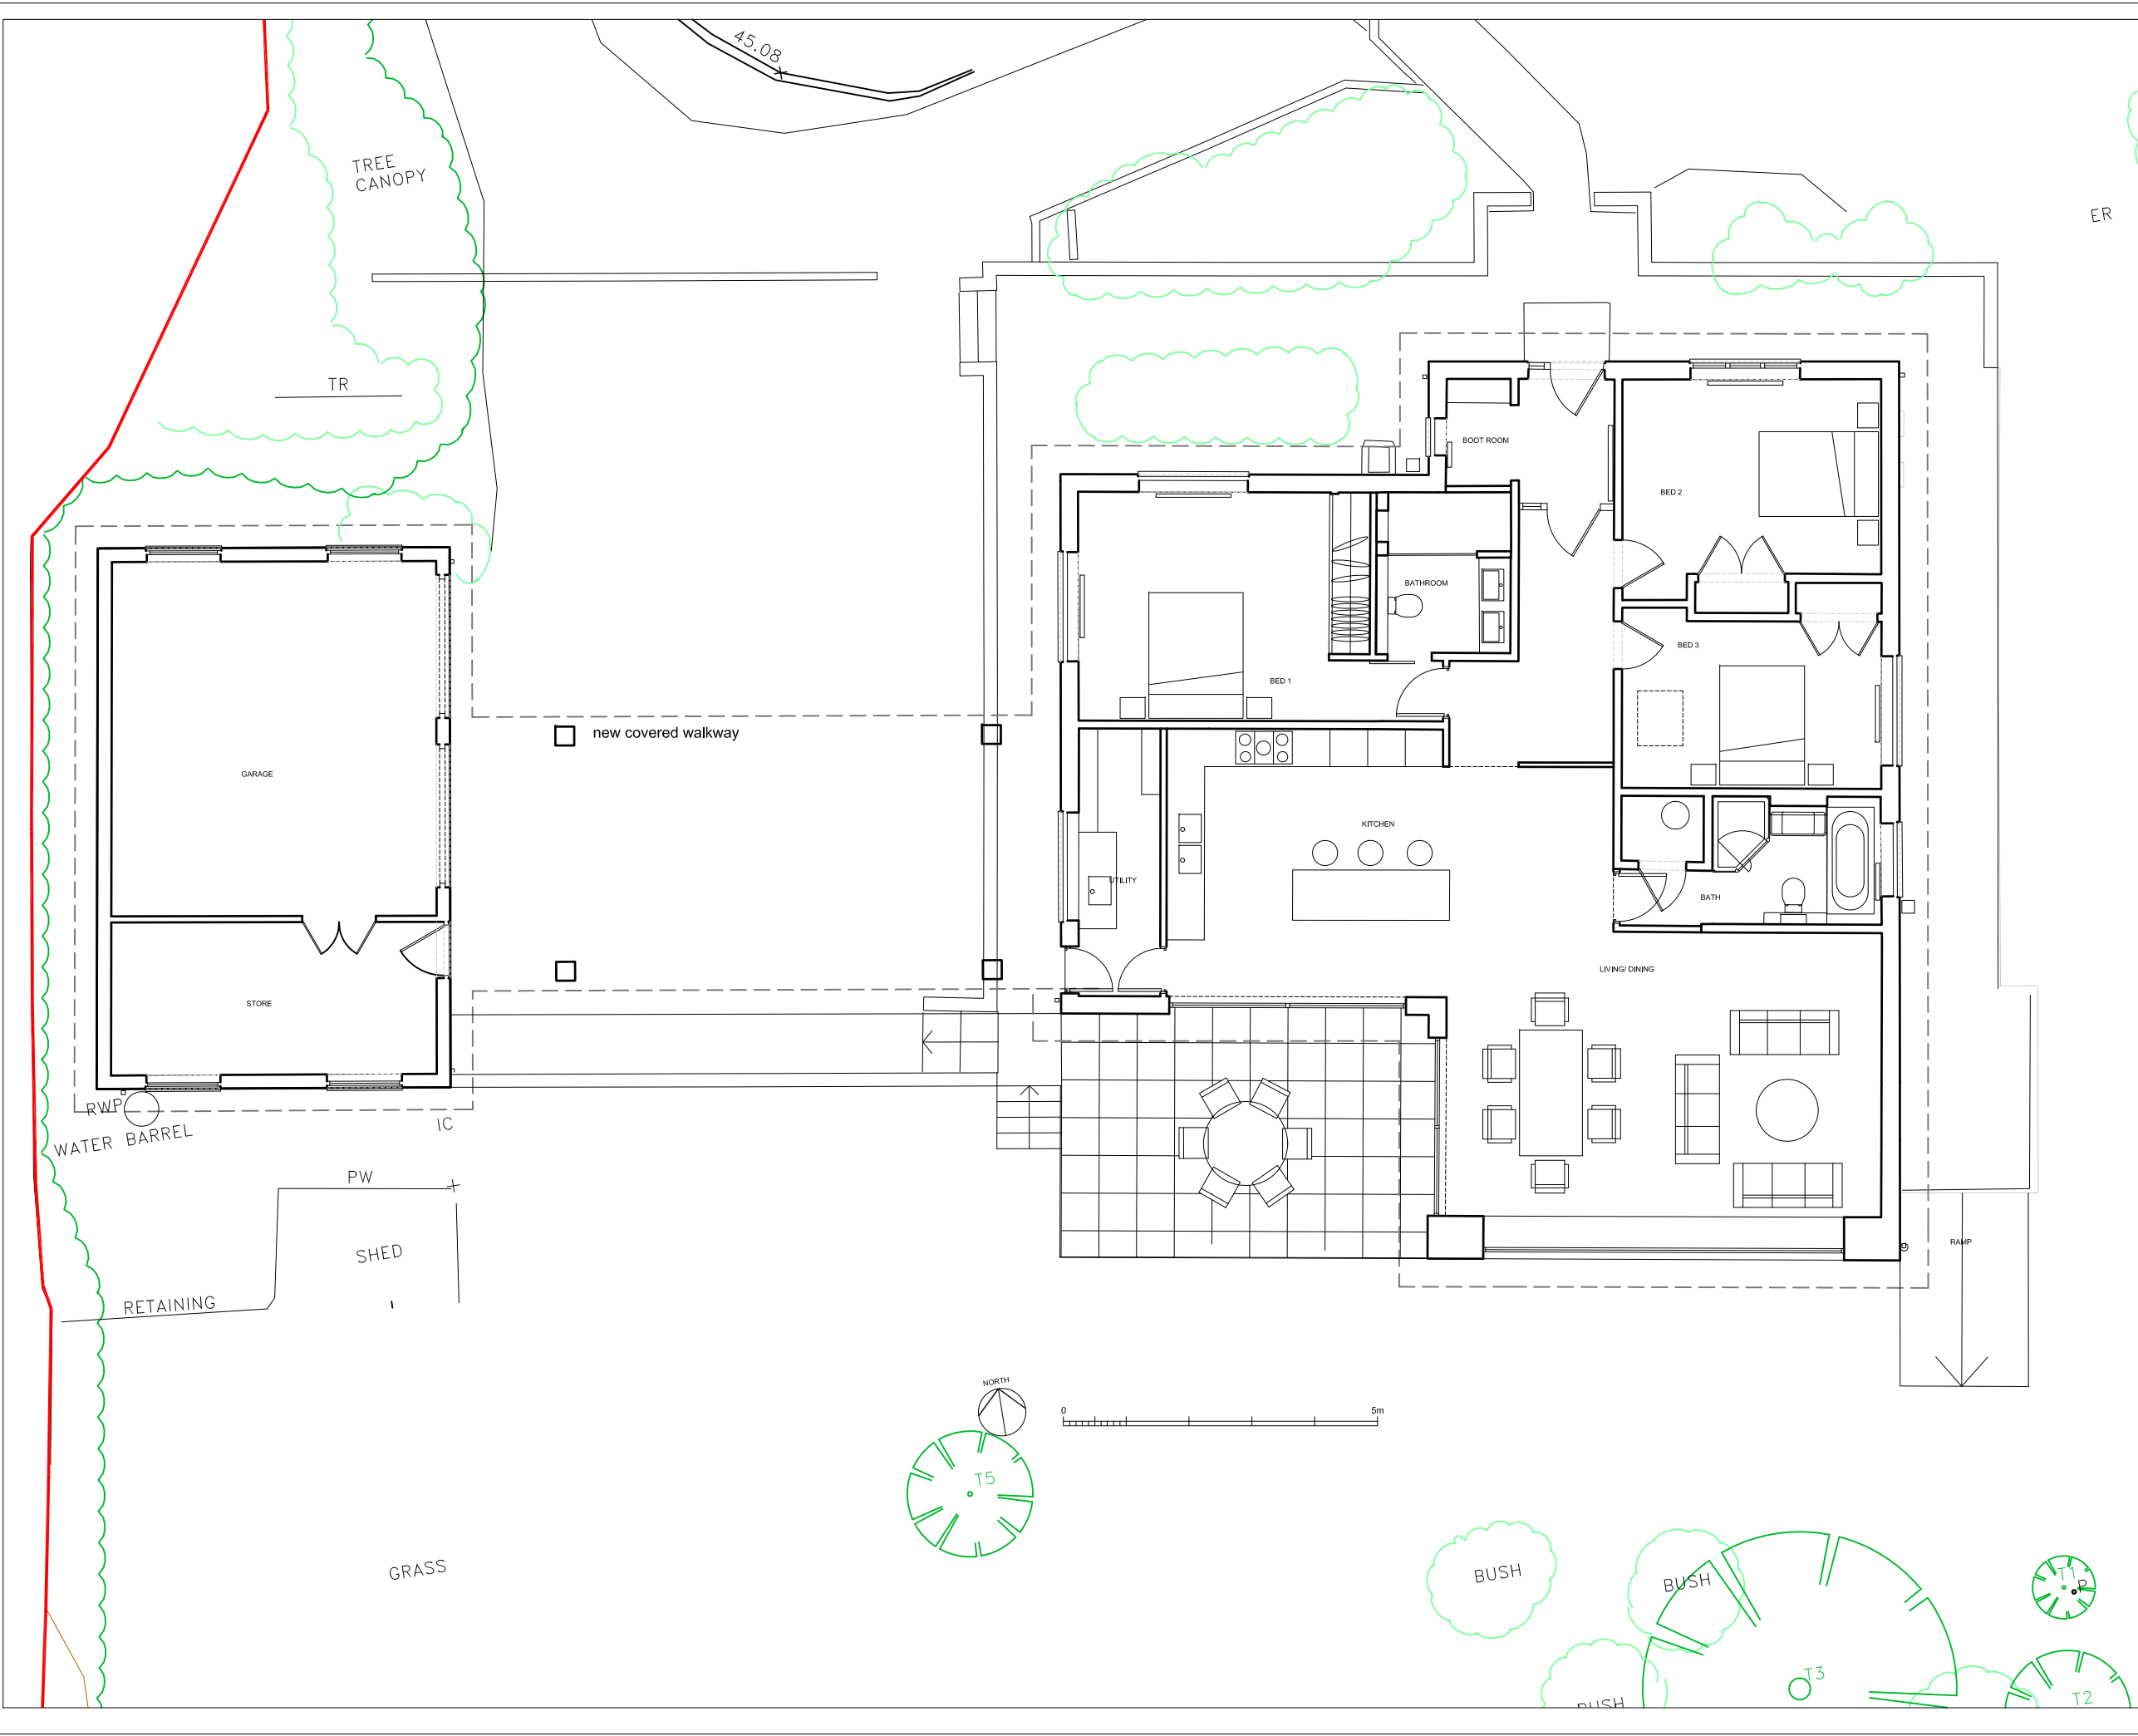 45.08
TREE
CANOPY
ER
TR
BOOT ROOM
BED 2
BATHROOM
BED 3
BED 1
new covered walkway
GARAGE
KITCHEN
UTILITY
BATH
LIVING/ DINING
STORE
RWP
WATER BARREL
IC
PW
SHED
RAMP
RETAINING
NORTH
0
5m
T5
GRASS
BUSH
BUSH
T1
P
T3
T2
BUSH